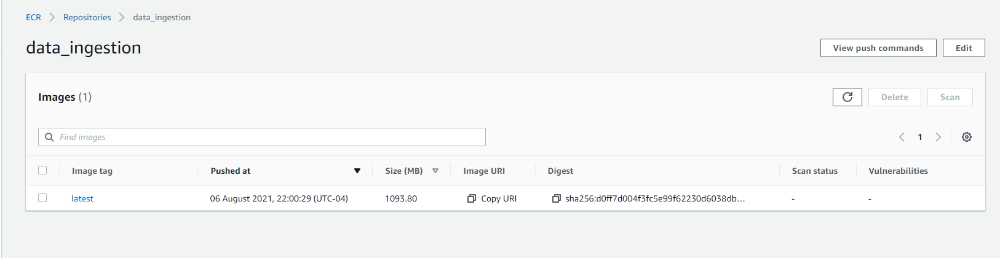 ECR Repositories data_ingestion
data_ingestion
View push commands Edit
Images (1)
Delete Scan
Find images
1
Image tag Pushed at Size (MB) Image URI Digest Scan status Vulnerabilities
latest 06 August 2021, 22:00:29 (UTC-04) 1093.80 Copy URI sha256:d0ff7d004f3fc5e99f62230d6038db... - -